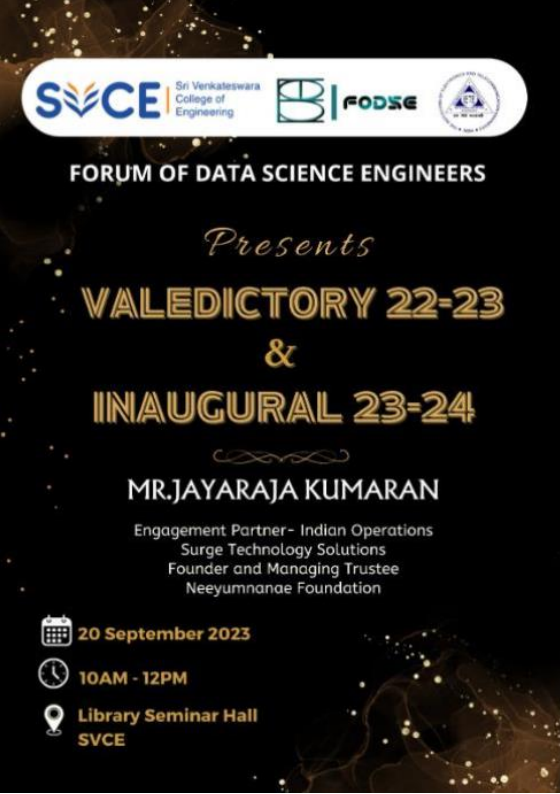 SVCE
Sri Venkateswara
College of
Engineering
FODSE
FORUM OF DATA SCIENCE ENGINEERS
Presents
VALEDICTORY 22-23
&
INAUGURAL 23-24
MR.JAYARAJA KUMARAN
Engagement Partner- Indian Operations
Surge Technology Solutions
Founder and Managing Trustee
Neeyumnanae Foundation
20 September 2023
10AM - 12PM
Library Seminar Hall
SVCE